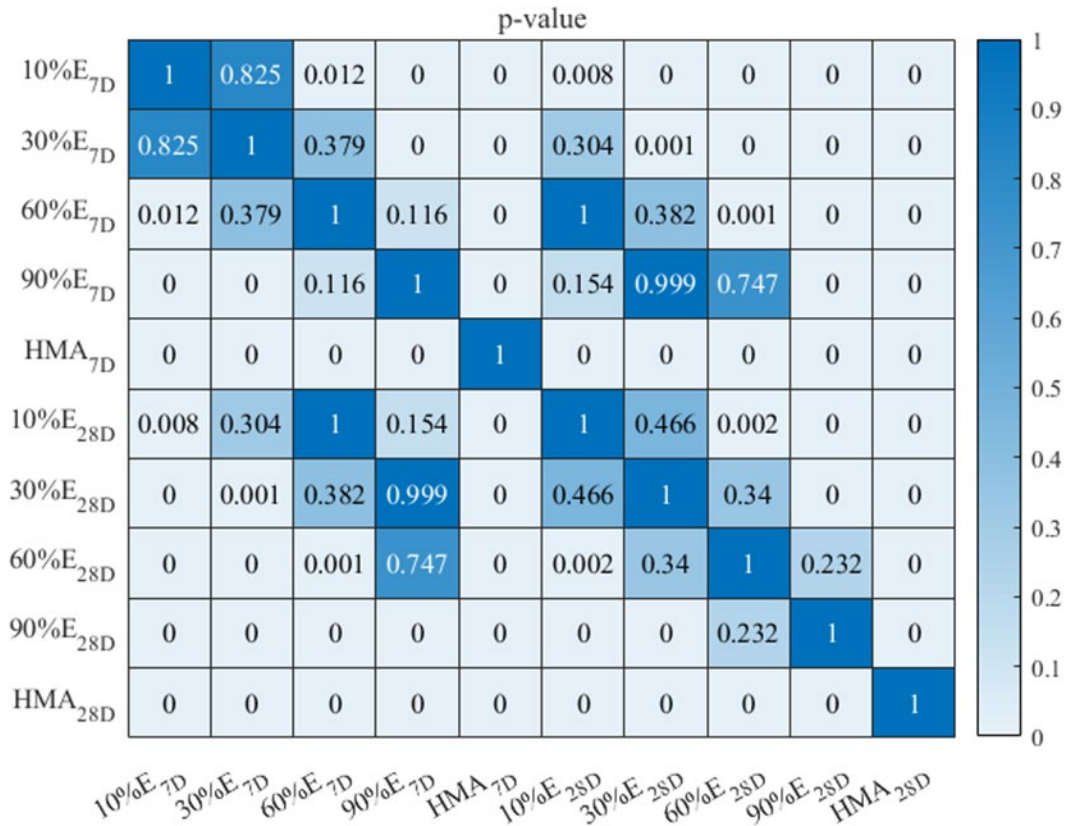 p-value
10%E7D 1 0.825 0.012 0 0 0.008 0 0 0 0
30%E7D 0.825 1 0.379 0 0 0.304 0.001 0 0 0
60%E7D 0.012 0.379 1 0.116 0 1 0.382 0.001 0 0
90%E7D 0 0 0.116 1 0 0.154 0.999 0.747 0 0
HMA7D 0 0 0 0 1 0 0 0 0 0
10%E28D 0.008 0.304 1 0.154 0 1 0.466 0.002 0 0
30%E28D 0 0.001 0.382 0.999 0 0.466 1 0.34 0 0
60%E28D 0 0 0.001 0.747 0 0.002 0.34 1 0.232 0
90%E28D 0 0 0 0 0 0 0 0.232 1 0
HMA28D 0 0 0 0 0 0 0 0 0 1
10%E7D 30%E7D 60%E7D 90%E7D HMA7D 10%E28D 30%E28D 60%E28D 90%E28D HMA28D
1
0.9
0.8
0.7
0.6
0.5
0.4
0.3
0.2
0.1
0